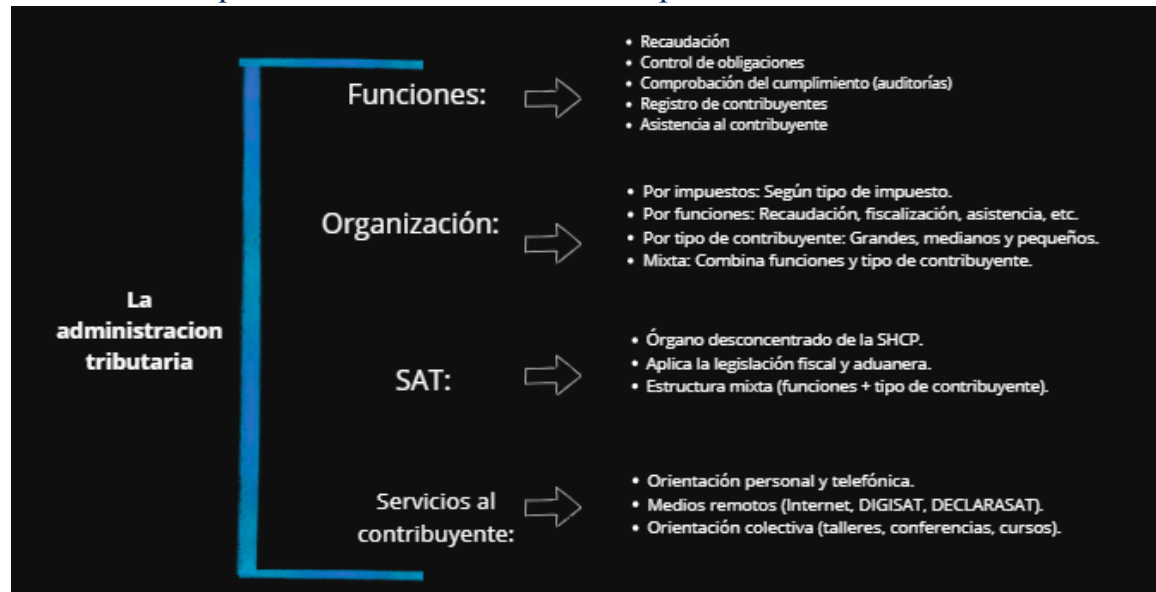 La
administracion
tributaria
Funciones:
• Recaudación
• Control de obligaciones
• Comprobación del cumplimiento (auditorías)
• Registro de contribuyentes
• Asistencia al contribuyente
Organización:
• Por impuestos: Según tipo de impuesto.
• Por funciones: Recaudación, fiscalización, asistencia, etc.
• Por tipo de contribuyente: Grandes, medianos y pequeños.
• Mixta: Combina funciones y tipo de contribuyente.
SAT:
• Órgano desconcentrado de la SHCP.
• Aplica la legislación fiscal y aduanera.
• Estructura mixta (funciones + tipo de contribuyente).
Servicios al
contribuyente:
• Orientación personal y telefónica.
• Medios remotos (Internet, DIGISAT, DECLARASAT).
• Orientación colectiva (talleres, conferencias, cursos).